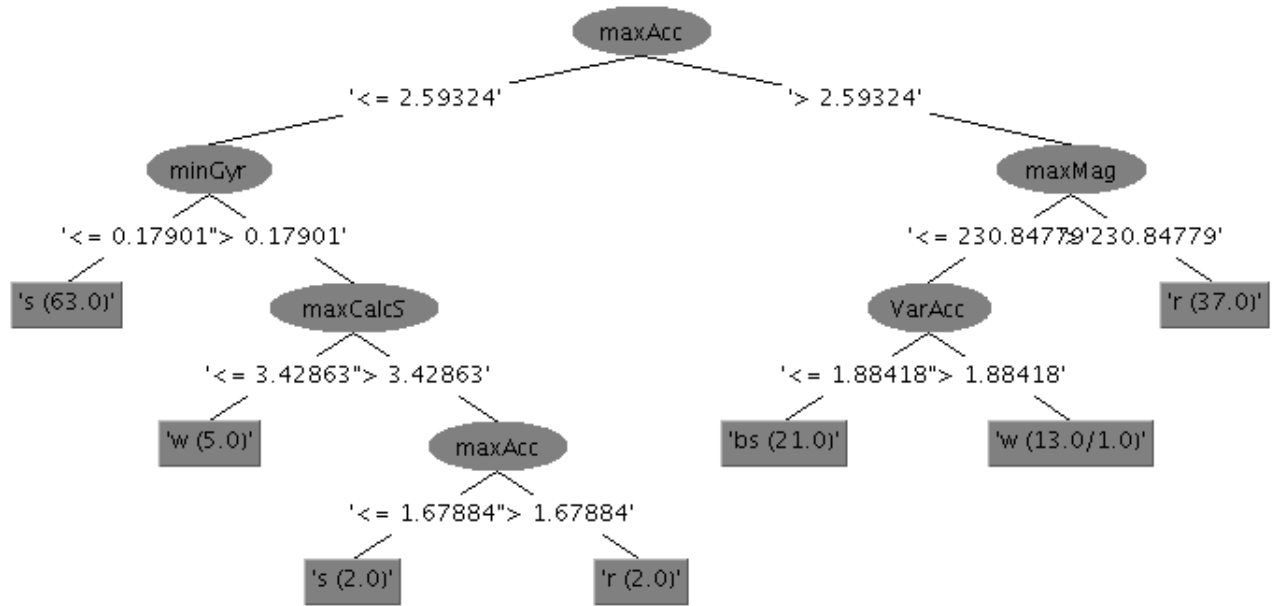 maxAcc
'<= 2.59324' '> 2.59324'
minGyr maxMag
'<= 0.17901''> 0.17901' '<= 230.84779''> 230.84779'
's (63.0)' maxCalcS VarAcc 'r (37.0)'
'<= 3.42863''> 3.42863' '<= 1.88418''> 1.88418'
'w (5.0)' maxAcc 'bs (21.0)' 'w (13.0/1.0)'
'<= 1.67884''> 1.67884'
's (2.0)' 'r (2.0)'